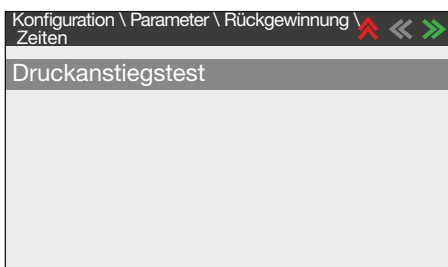 Konfiguration \ Parameter \ Rückgewinnung \
Zeiten
Druckanstiegstest